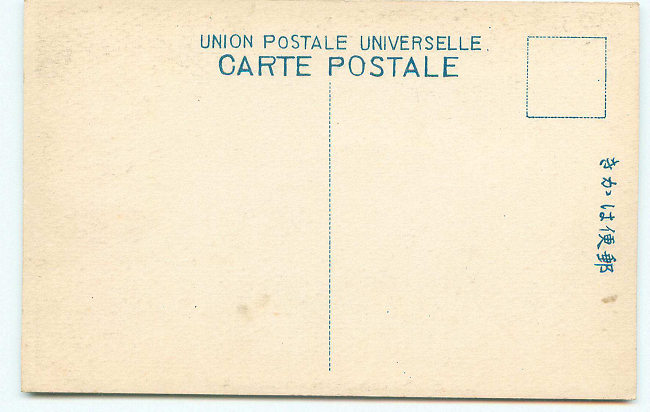 UNION POSTALE UNIVERSELLE.
CARTE POSTALE
きかは便郵